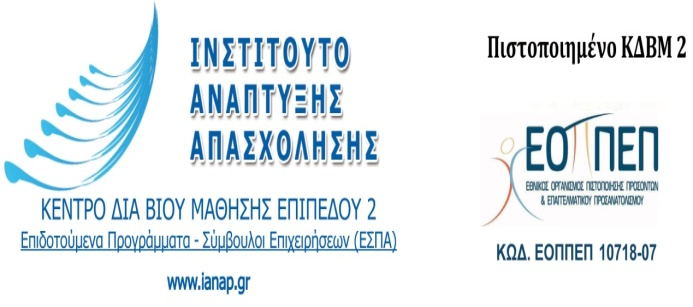 ΙΝΣΤΙΤΟΥΤΟ
ΑΝΑΠΤΥΞΗΣ
ΑΠΑΣΧΟΛΗΣΗΣ
ΚΕΝΤΡΟ ΔΙΑ ΒΙΟΥ ΜΑΘΗΣΗΣ ΕΠΙΠΕΔΟΥ 2
Επιδοτούμενα Προγράμματα - Σύμβουλοι Επιχειρήσεων (ΕΣΠΑ)
www.ianap.gr
Πιστοποιημένο ΚΔΒΜ 2
ΕΟΠΠΕΠ
ΕΘΝΙΚΟΣ ΟΡΓΑΝΙΣΜΟΣ ΠΙΣΤΟΠΟΙΗΣΗΣ ΠΡΟΣΟΝΤΩΝ
& ΕΠΑΓΓΕΛΜΑΤΙΚΟΥ ΠΡΟΣΑΝΑΤΟΛΙΣΜΟΥ
ΚΩΔ. ΕΟΠΠΕΠ 10718-07